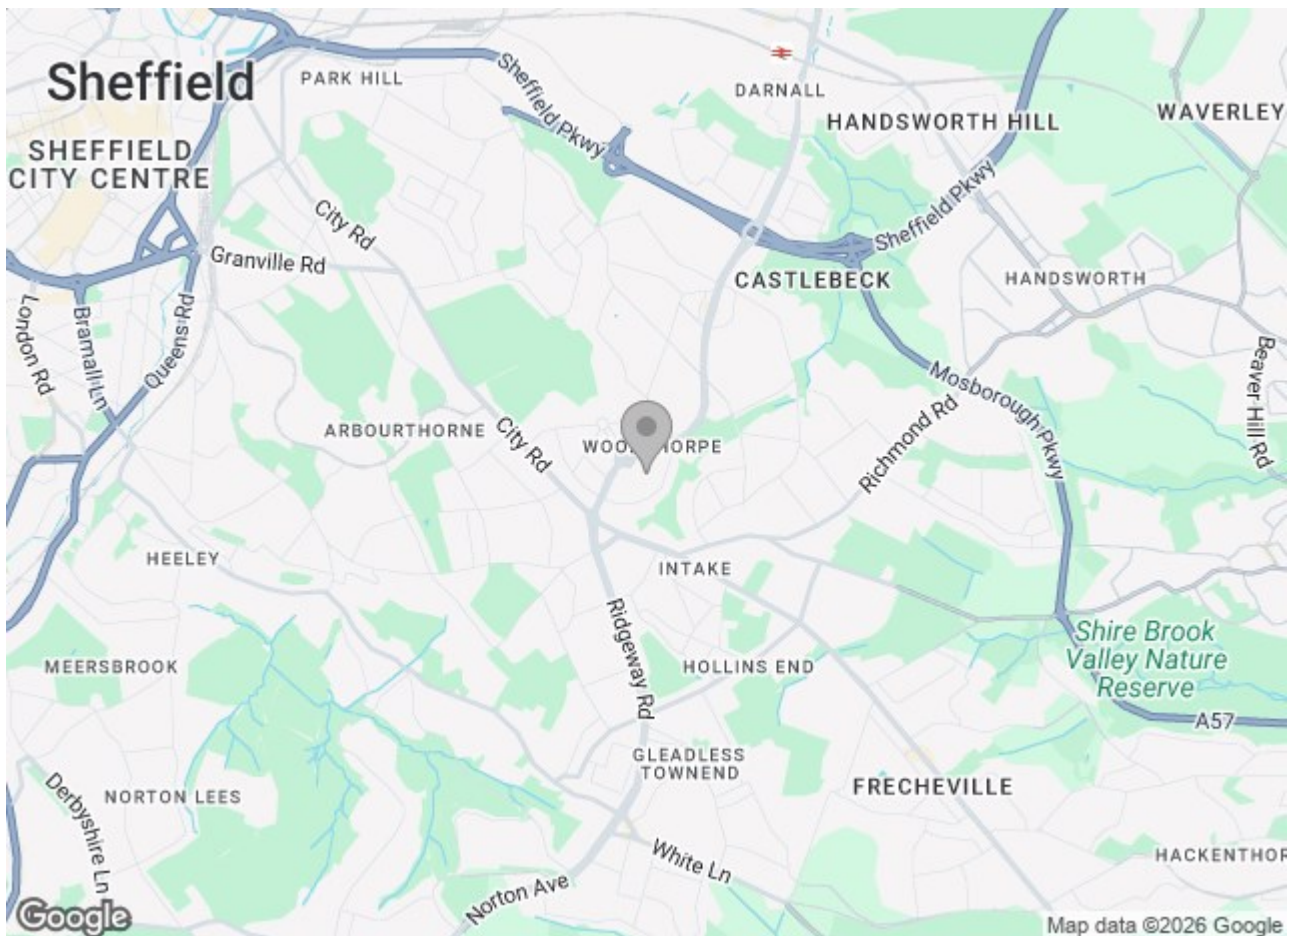 Sheffield
PARK HILL
Sheffield Pkwy
DARNALL
HANDSWORTH HILL
WAVERLEY
SHEFFIELD
CITY CENTRE
City Rd
Sheffield Pkwy
Granville Rd
CASTLEBECK
HANDSWORTH
London Rd
Bramall Ln
Queens Rd
Beaver Hill Rd
Mosborough Pkwy
ARBOURTHORNE
City Rd
Richmond Rd
HEELEY
INTAKE
Ridgeway Rd
Shire Brook
Valley Nature
Reserve
MEERSBROOK
HOLLINS END
A57
GLEADLESS
TOWNEND
FRECHEVILLE
Derbyshire Ln
NORTON LEES
White Ln
HACKENTHOR
Norton Ave
Google
Map data ©2026 Google